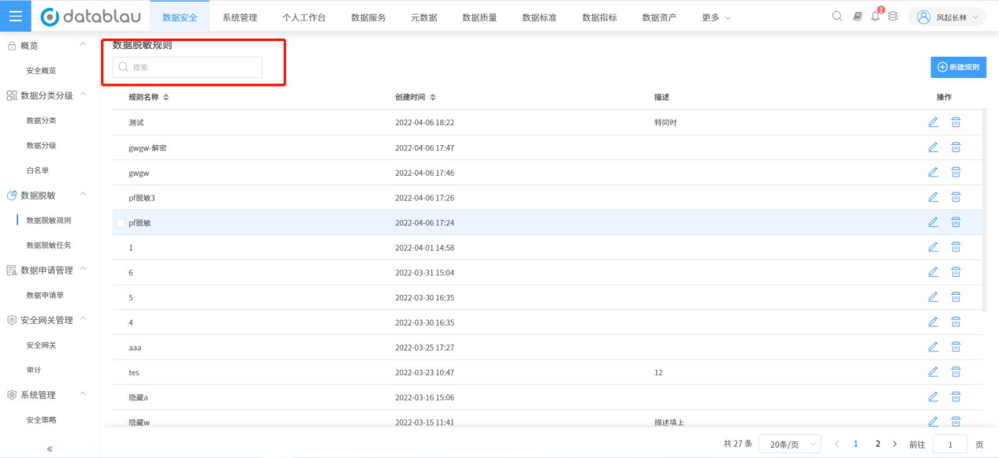 datablau 数据安全 系统管理 个人工作台 数据服务 元数据 数据质量 数据标准 数据指标 数据资产 更多 1 风起长林
概览
安全概览
数据分类分级
数据分类
数据分级
白名单
数据脱敏
数据脱敏规则
数据脱敏任务
数据申请管理
数据申请单
安全网关管理
安全网关
审计
系统管理
安全策略
«
数据脱敏规则
搜索
新建规则
规则名称 创建时间 描述 操作
测试 2022-04-06 18:22 特同时
gwgw-解密 2022-04-06 17:47
gwgw 2022-04-06 17:46
pf脱敏3 2022-04-06 17:26
pf脱敏 2022-04-06 17:24
1 2022-04-01 14:58
6 2022-03-31 15:04
5 2022-03-30 16:35
4 2022-03-30 16:35
aaa 2022-03-25 17:27
tes 2022-03-23 10:47 12
隐藏a 2022-03-16 15:06
隐藏w 2022-03-15 11:41 描述填上
共 27 条 20条/页 1 2 前往 1 页